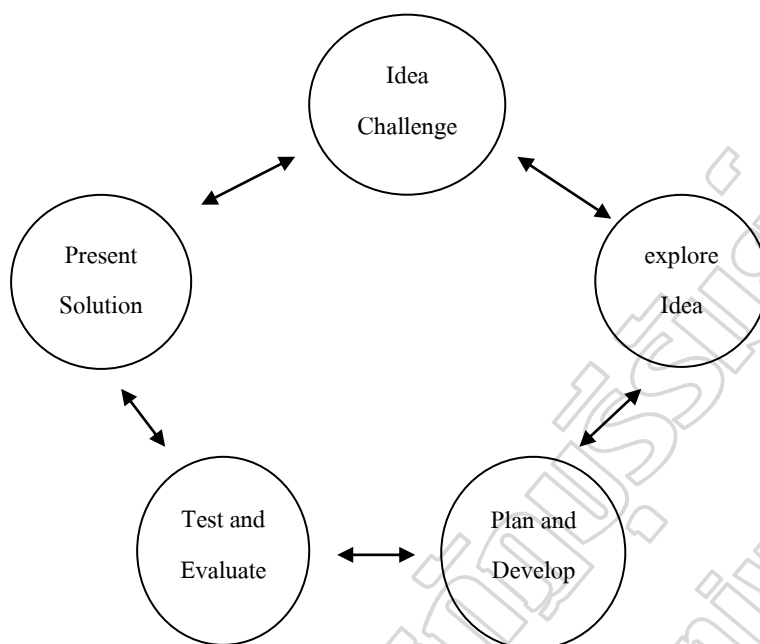 Idea
Challenge
explore
Idea
Plan and
Develop
Test and
Evaluate
Present
Solution